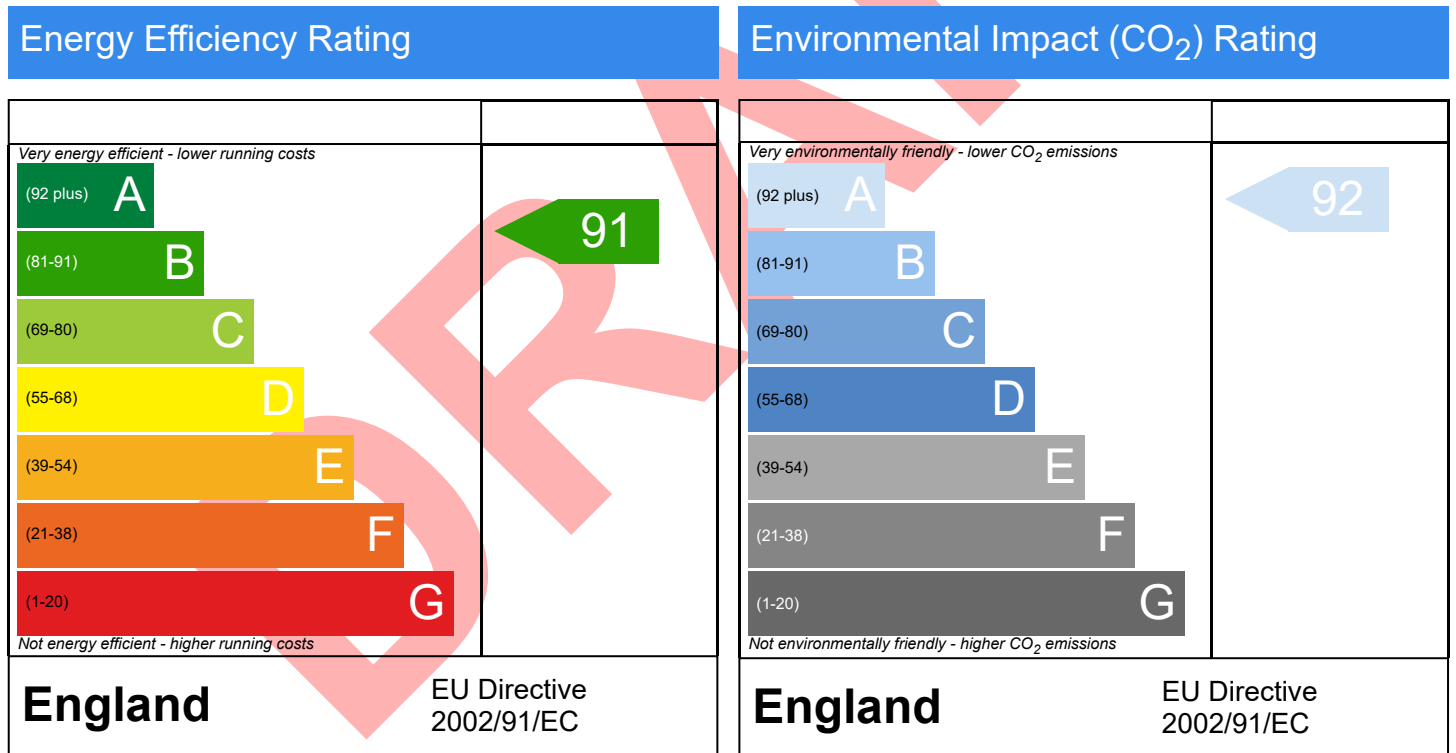 Energy Efficiency Rating
Very energy efficient - lower running costs
(92 plus) A
(81-91) B
(69-80) C
(55-68) D
(39-54) E
(21-38) F
(1-20) G
Not energy efficient - higher running costs
91
England
EU Directive
2002/91/EC
Environmental Impact (CO₂) Rating
Very environmentally friendly - lower CO₂ emissions
(92 plus) A
(81-91) B
(69-80) C
(55-68) D
(39-54) E
(21-38) F
(1-20) G
Not environmentally friendly - higher CO₂ emissions
92
England
EU Directive
2002/91/EC